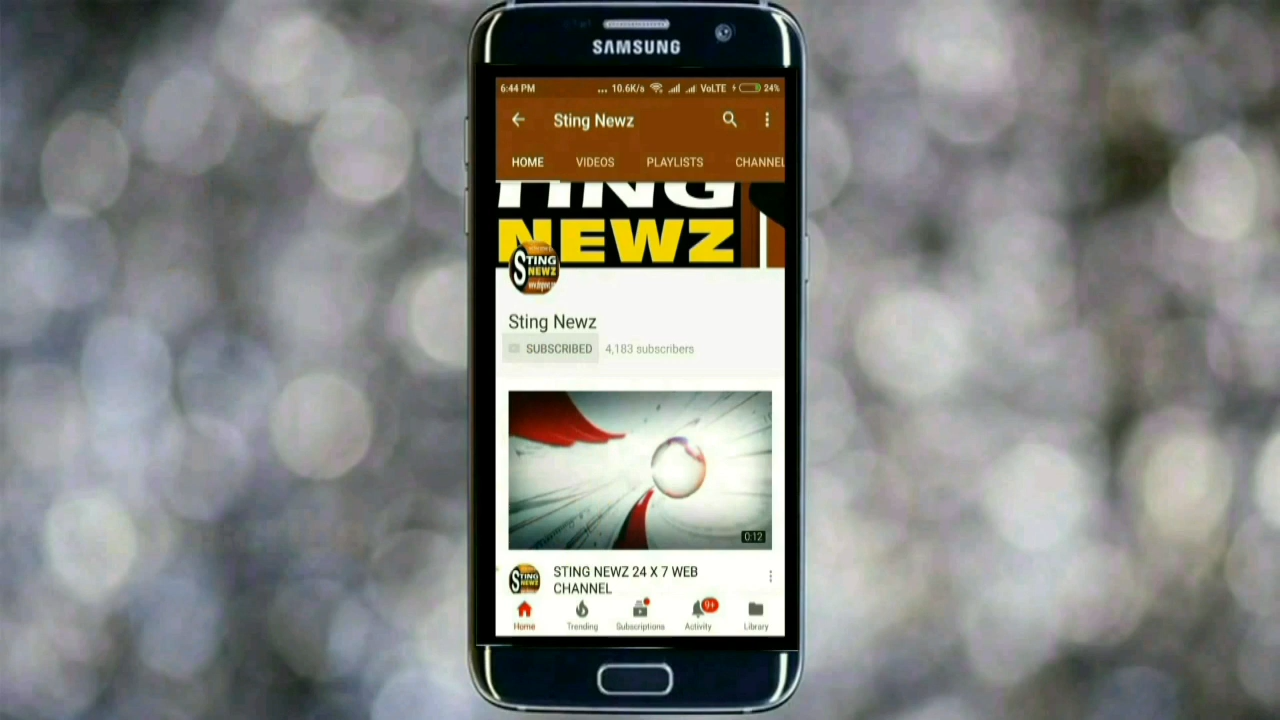 SAMSUNG
6:44 PM ... 10.6K/s VoLTE 24%
Sting Newz
HOME VIDEOS PLAYLISTS CHANNEL
TING
NEWZ
STING
NEWZ
Sting Newz
SUBSCRIBED 4,183 subscribers
0:12
STING
NEWZ
STING NEWZ 24 X 7 WEB
CHANNEL
9+
Home Trending Subscriptions Activity Library